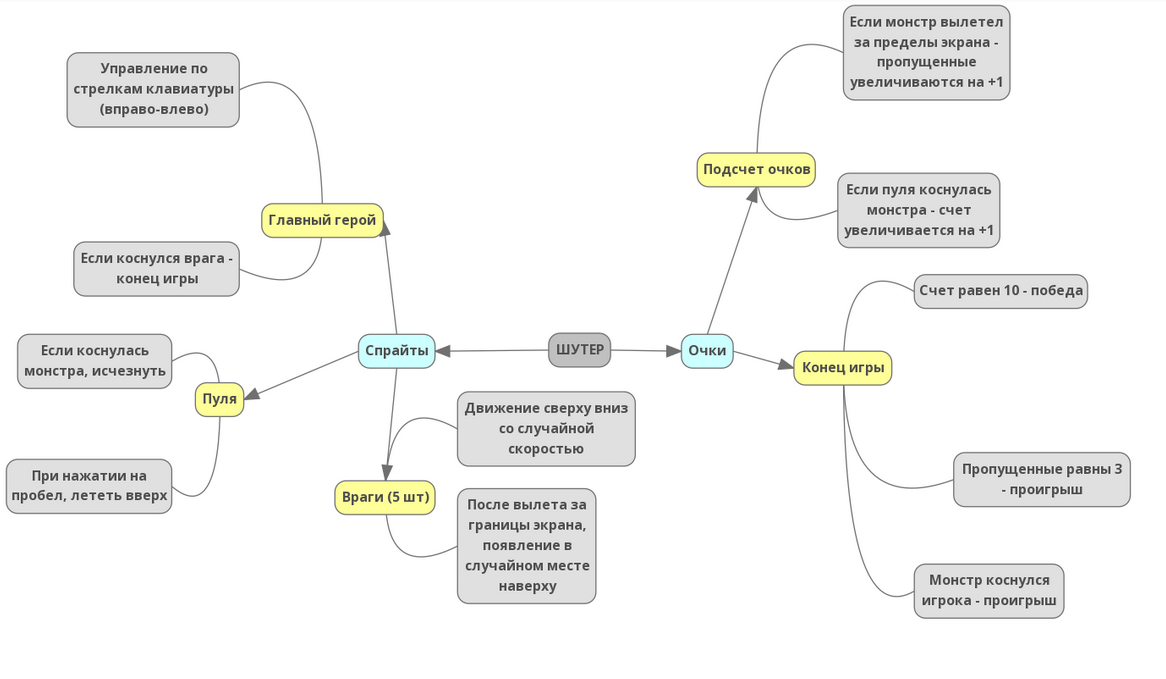 Управление по
стрелкам клавиатуры
(вправо-влево)
Главный герой
Если коснулся врага -
конец игры
Если коснулась
монстра, исчезнуть
Пуля
При нажатии на
пробел, лететь вверх
Спрайты
ШУТЕР
Очки
Движение сверху вниз
со случайной
скоростью
Враги (5 шт)
После вылета за
границы экрана,
появление в
случайном месте
наверху
Если монстр вылетел
за пределы экрана -
пропущенные
увеличиваются на +1
Подсчет очков
Если пуля коснулась
монстра - счет
увеличивается на +1
Счет равен 10 - победа
Конец игры
Пропущенные равны 3
- проигрыш
Монстр коснулся
игрока - проигрыш